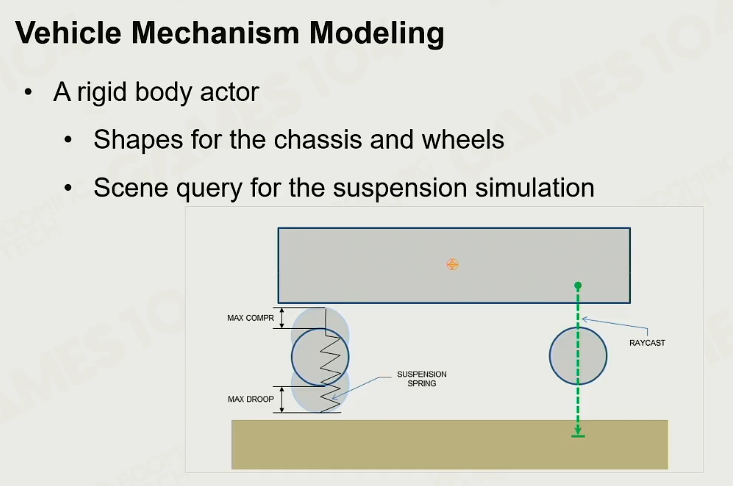 Vehicle Mechanism Modeling
• A rigid body actor
• Shapes for the chassis and wheels
• Scene query for the suspension simulation
MAX COMPR
RAYCAST
SUSPENSION
SPRING
MAX DROOP